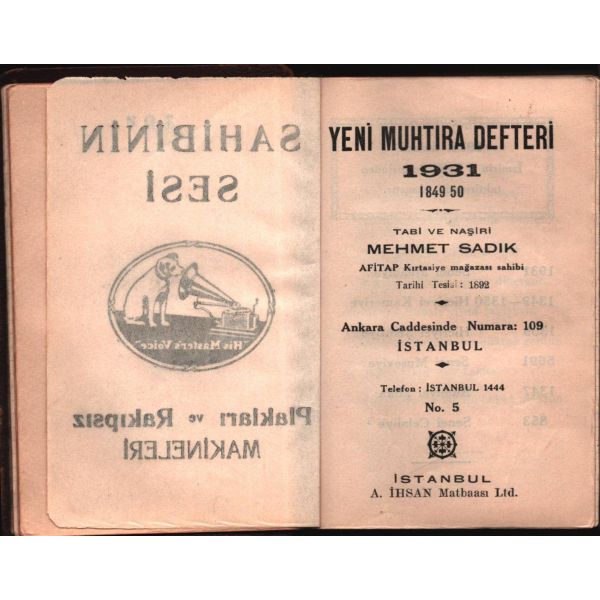 SAHİBİNİN
SESİ
"His Master's Voice"
Plakları ve Rakıpsız
MAKİNELERİ
YENİ MUHTIRA DEFTERİ
1931
1849 50
TABİ VE NAŞİRİ
MEHMET SADIK
AFİTAP Kırtasiye mağazası sahibi
Tarihi Tesisi : 1892
Ankara Caddesinde Numara: 109
İSTANBUL
Telefon : İSTANBUL 1444
No. 5
İSTANBUL
A. İHSAN Matbaası Ltd.